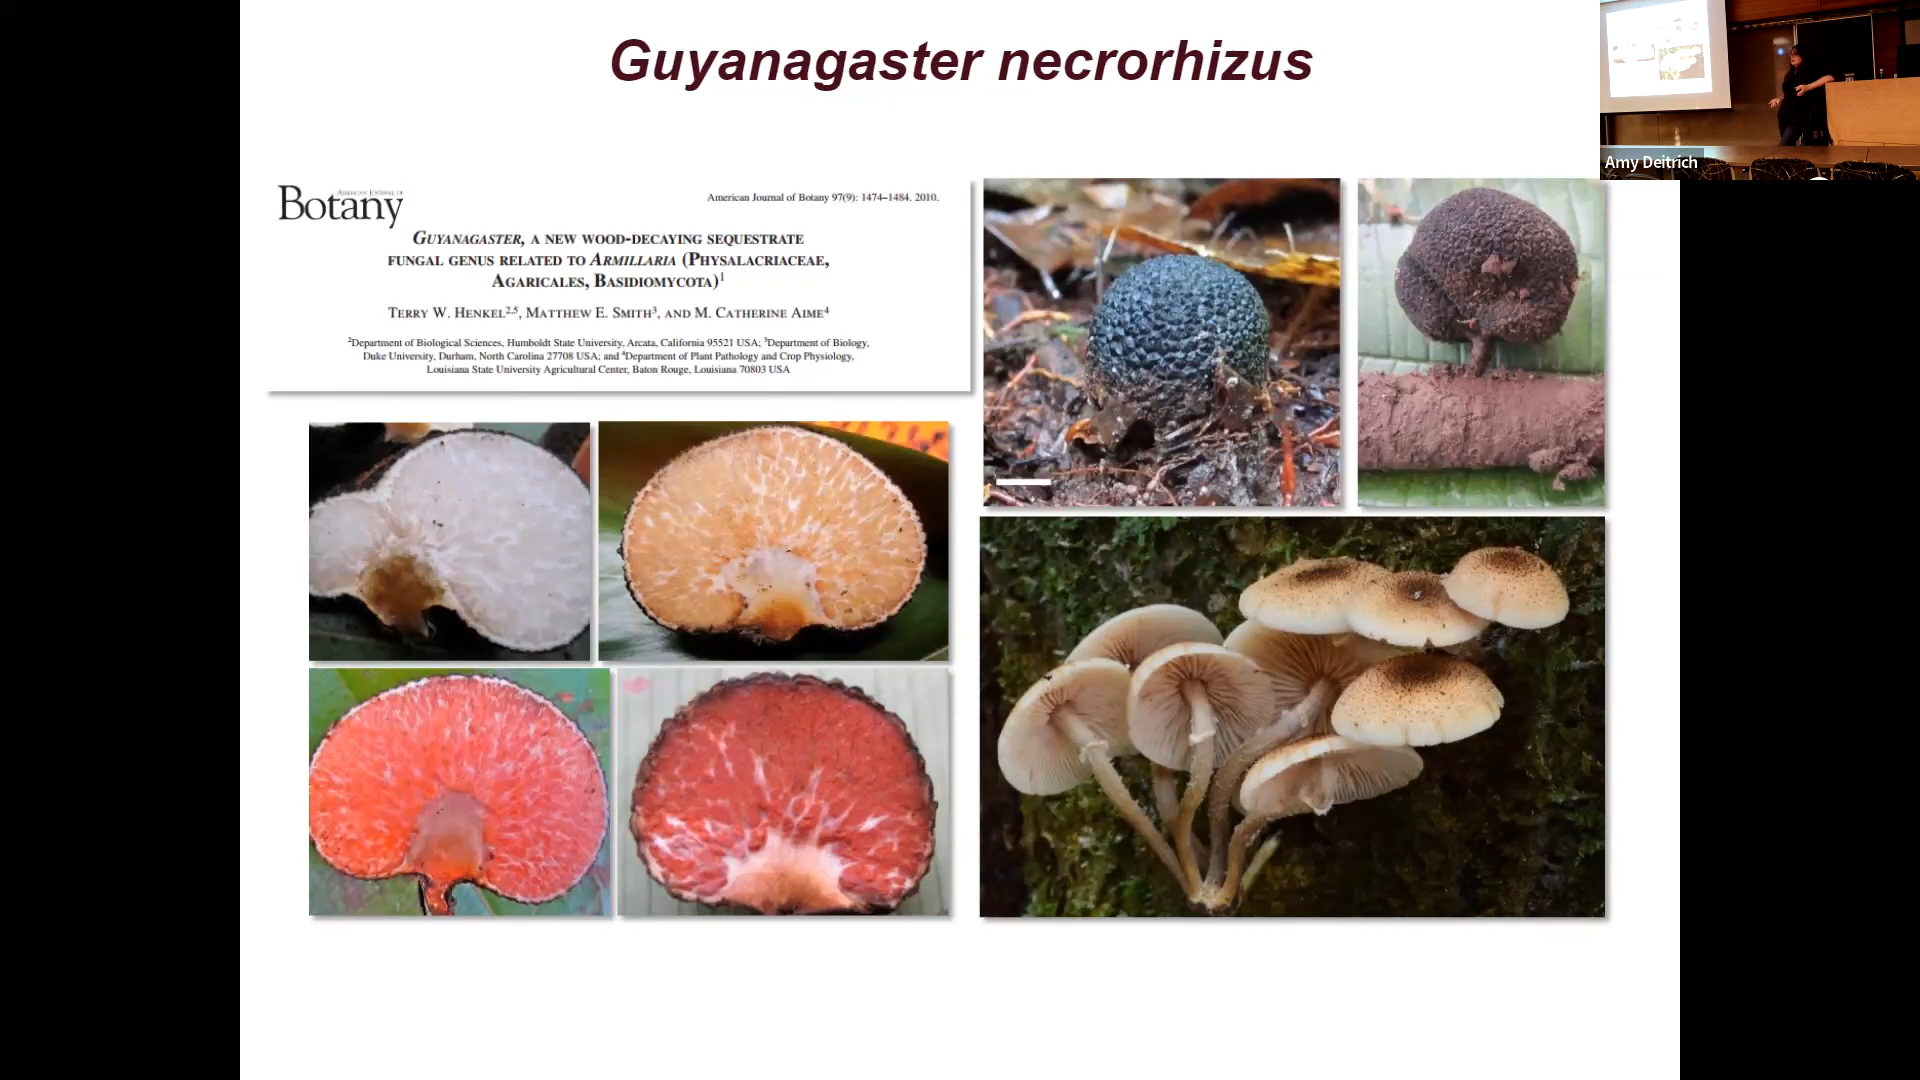 Guyanagaster necrorhizus
Amy Deitrich
AMERICAN JOURNAL OF
Botany
American Journal of Botany 97(9): 1474–1484. 2010.
GUYANAGASTER, A NEW WOOD-DECAYING SEQUESTRATE
FUNGAL GENUS RELATED TO ARMILLARIA (PHYSALACRIACEAE,
AGARICALES, BASIDIOMYCOTA)1
TERRY W. HENKEL2,5, MATTHEW E. SMITH3, AND M. CATHERINE AIME4
2Department of Biological Sciences, Humboldt State University, Arcata, California 95521 USA; 3Department of Biology,
Duke University, Durham, North Carolina 27708 USA; and 4Department of Plant Pathology and Crop Physiology,
Louisiana State University Agricultural Center, Baton Rouge, Louisiana 70803 USA